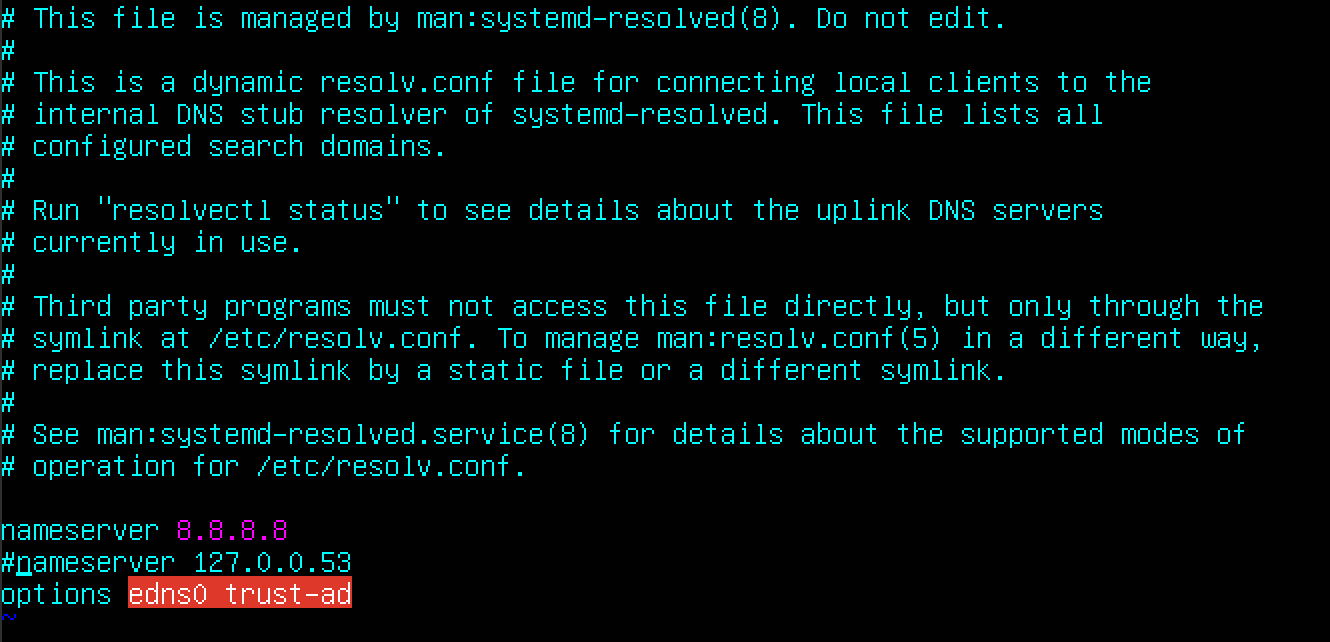 # This file is managed by man:systemd-resolved(8). Do not edit.
#
# This is a dynamic resolv.conf file for connecting local clients to the
# internal DNS stub resolver of systemd-resolved. This file lists all
# configured search domains.
#
# Run "resolvectl status" to see details about the uplink DNS servers
# currently in use.
#
# Third party programs must not access this file directly, but only through the
# symlink at /etc/resolv.conf. To manage man:resolv.conf(5) in a different way,
# replace this symlink by a static file or a different symlink.
#
# See man:systemd-resolved.service(8) for details about the supported modes of
# operation for /etc/resolv.conf.

nameserver 8.8.8.8
#nameserver 127.0.0.53
options edns0 trust-ad
~